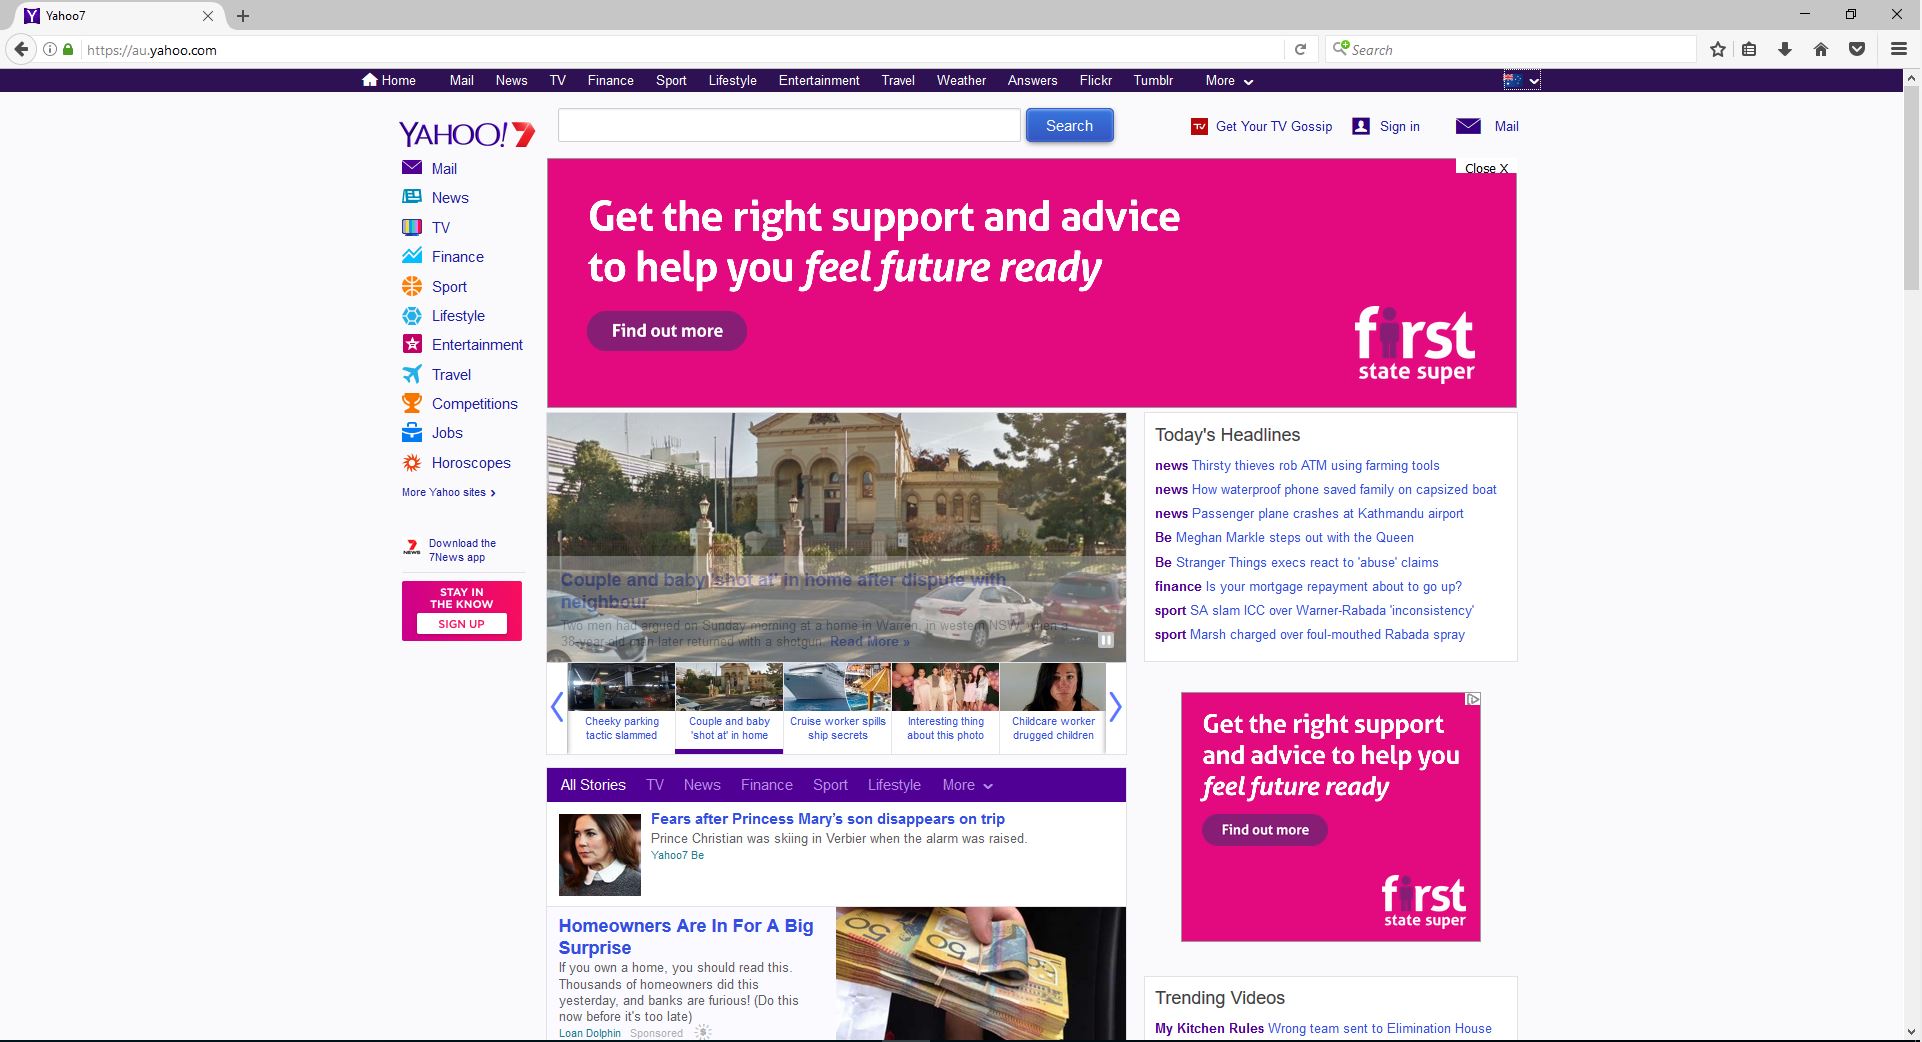 Yahoo7
https://au.yahoo.com
Search
Home Mail News TV Finance Sport Lifestyle Entertainment Travel Weather Answers Flickr Tumblr More
YAHOO!7
Search
Get Your TV Gossip Sign in Mail
Mail
News
TV
Finance
Sport
Lifestyle
Entertainment
Travel
Competitions
Jobs
Horoscopes
More Yahoo sites
7 NEWS
Download the
7News app
STAY IN
THE KNOW
SIGN UP
Close X
Get the right support and advice
to help you feel future ready
Find out more
first
state super
Couple and baby 'shot at' in home after dispute with
neighbour
Two men had argued on Sunday morning at a home in Warren, in western NSW, when a
38-year-old man later returned with a shotgun. Read More »
Cheeky parking
tactic slammed
Couple and baby
'shot at' in home
Cruise worker spills
ship secrets
Interesting thing
about this photo
Childcare worker
drugged children
All Stories TV News Finance Sport Lifestyle More
Fears after Princess Mary's son disappears on trip
Prince Christian was skiing in Verbier when the alarm was raised.
Yahoo7 Be
Homeowners Are In For A Big
Surprise
If you own a home, you should read this.
Thousands of homeowners did this
yesterday, and banks are furious! (Do this
now before it's too late)
Loan Dolphin Sponsored
50
50
Today's Headlines
news Thirsty thieves rob ATM using farming tools
news How waterproof phone saved family on capsized boat
news Passenger plane crashes at Kathmandu airport
Be Meghan Markle steps out with the Queen
Be Stranger Things execs react to 'abuse' claims
finance Is your mortgage repayment about to go up?
sport SA slam ICC over Warner-Rabada 'inconsistency'
sport Marsh charged over foul-mouthed Rabada spray
Get the right support
and advice to help you
feel future ready
Find out more
first
state super
Trending Videos
My Kitchen Rules Wrong team sent to Elimination House